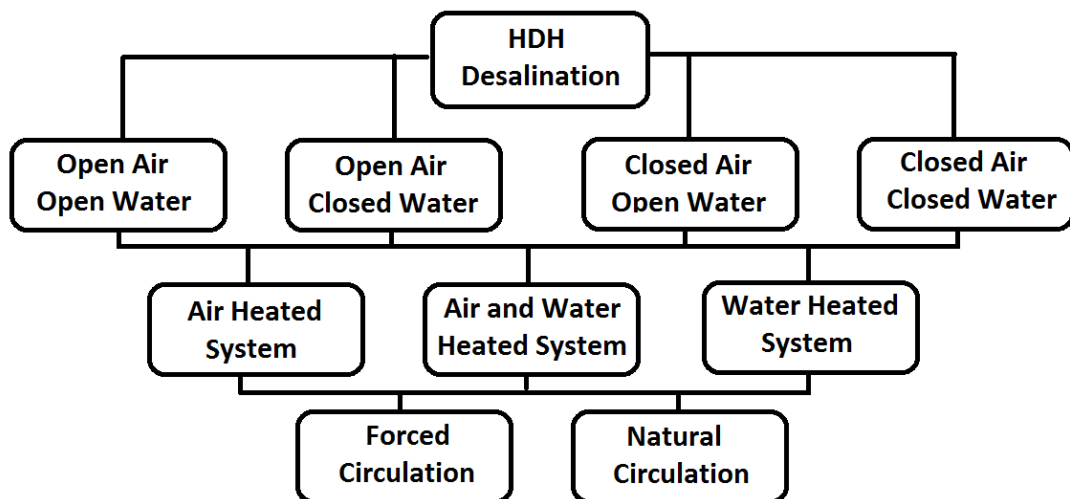 HDH
Desalination
Open Air
Open Water
Open Air
Closed Water
Closed Air
Open Water
Closed Air
Closed Water
Air Heated
System
Air and Water
Heated System
Water Heated
System
Forced
Circulation
Natural
Circulation